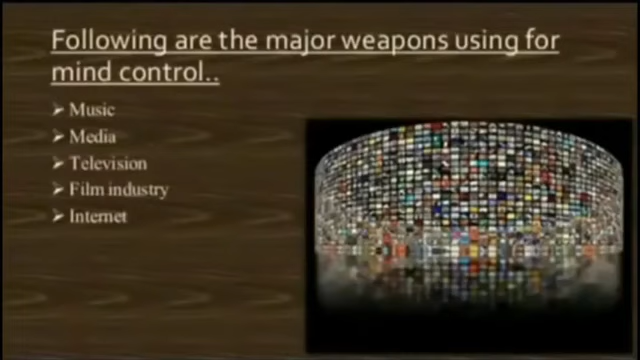 Following are the major weapons using for
mind control..
➢ Music
➢ Media
➢ Television
➢ Film industry
➢ Internet